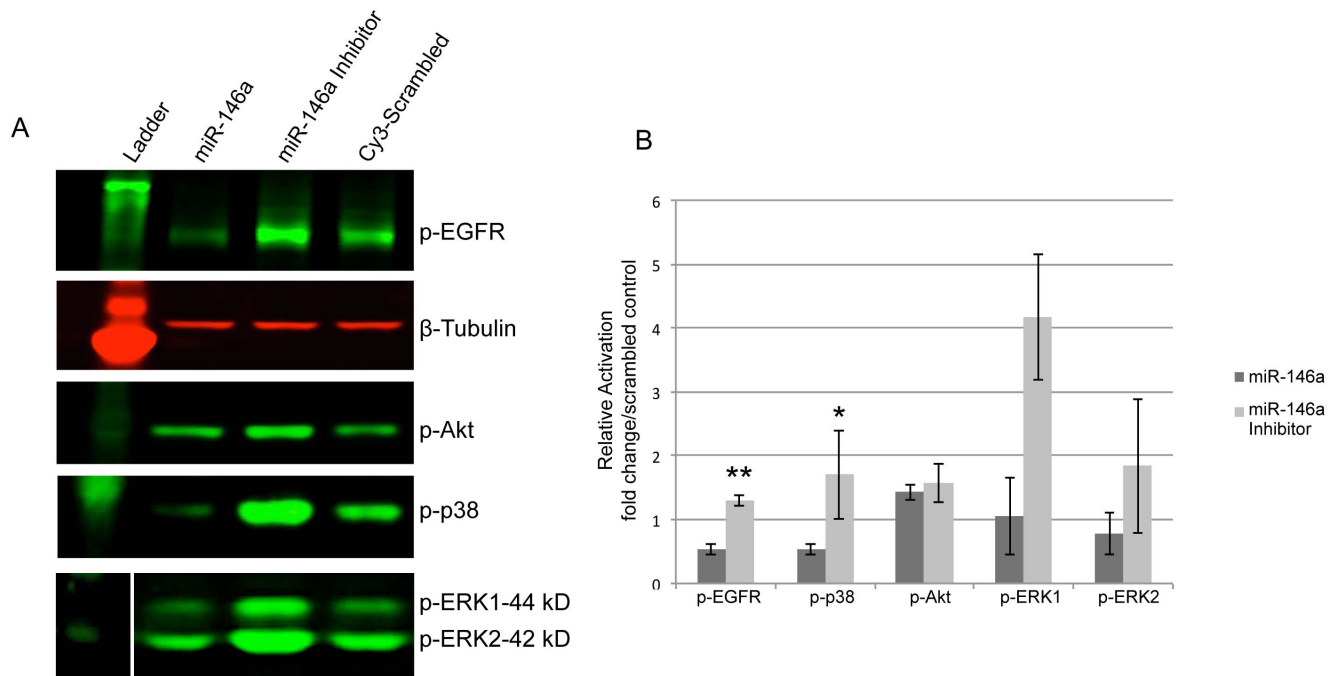 A
Ladder
miR-146a
miR-146a Inhibitor
Cy3-Scrambled
p-EGFR
β-Tubulin
p-Akt
p-p38
p-ERK1-44 kD
p-ERK2-42 kD
B
Relative Activation
fold change/scrambled control
6
5
4
3
2
1
0
**
*
p-EGFR
p-p38
p-Akt
p-ERK1
p-ERK2
miR-146a
miR-146a
Inhibitor